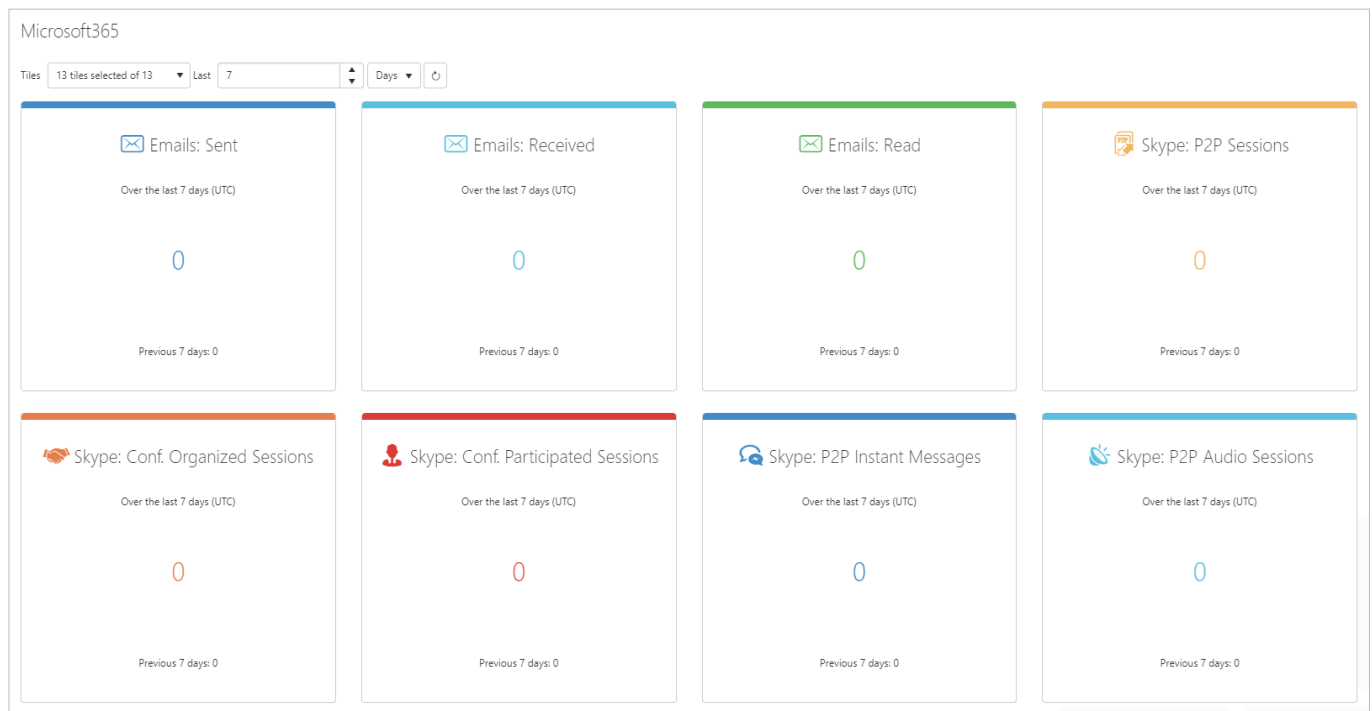 Microsoft365
Tiles 13 tiles selected of 13 Last 7 Days
Emails: Sent
Over the last 7 days (UTC)
0
Previous 7 days: 0
Emails: Received
Over the last 7 days (UTC)
0
Previous 7 days: 0
Emails: Read
Over the last 7 days (UTC)
0
Previous 7 days: 0
P2P
Skype: P2P Sessions
Over the last 7 days (UTC)
0
Previous 7 days: 0
Skype: Conf. Organized Sessions
Over the last 7 days (UTC)
0
Previous 7 days: 0
Skype: Conf. Participated Sessions
Over the last 7 days (UTC)
0
Previous 7 days: 0
Skype: P2P Instant Messages
Over the last 7 days (UTC)
0
Previous 7 days: 0
Skype: P2P Audio Sessions
Over the last 7 days (UTC)
0
Previous 7 days: 0